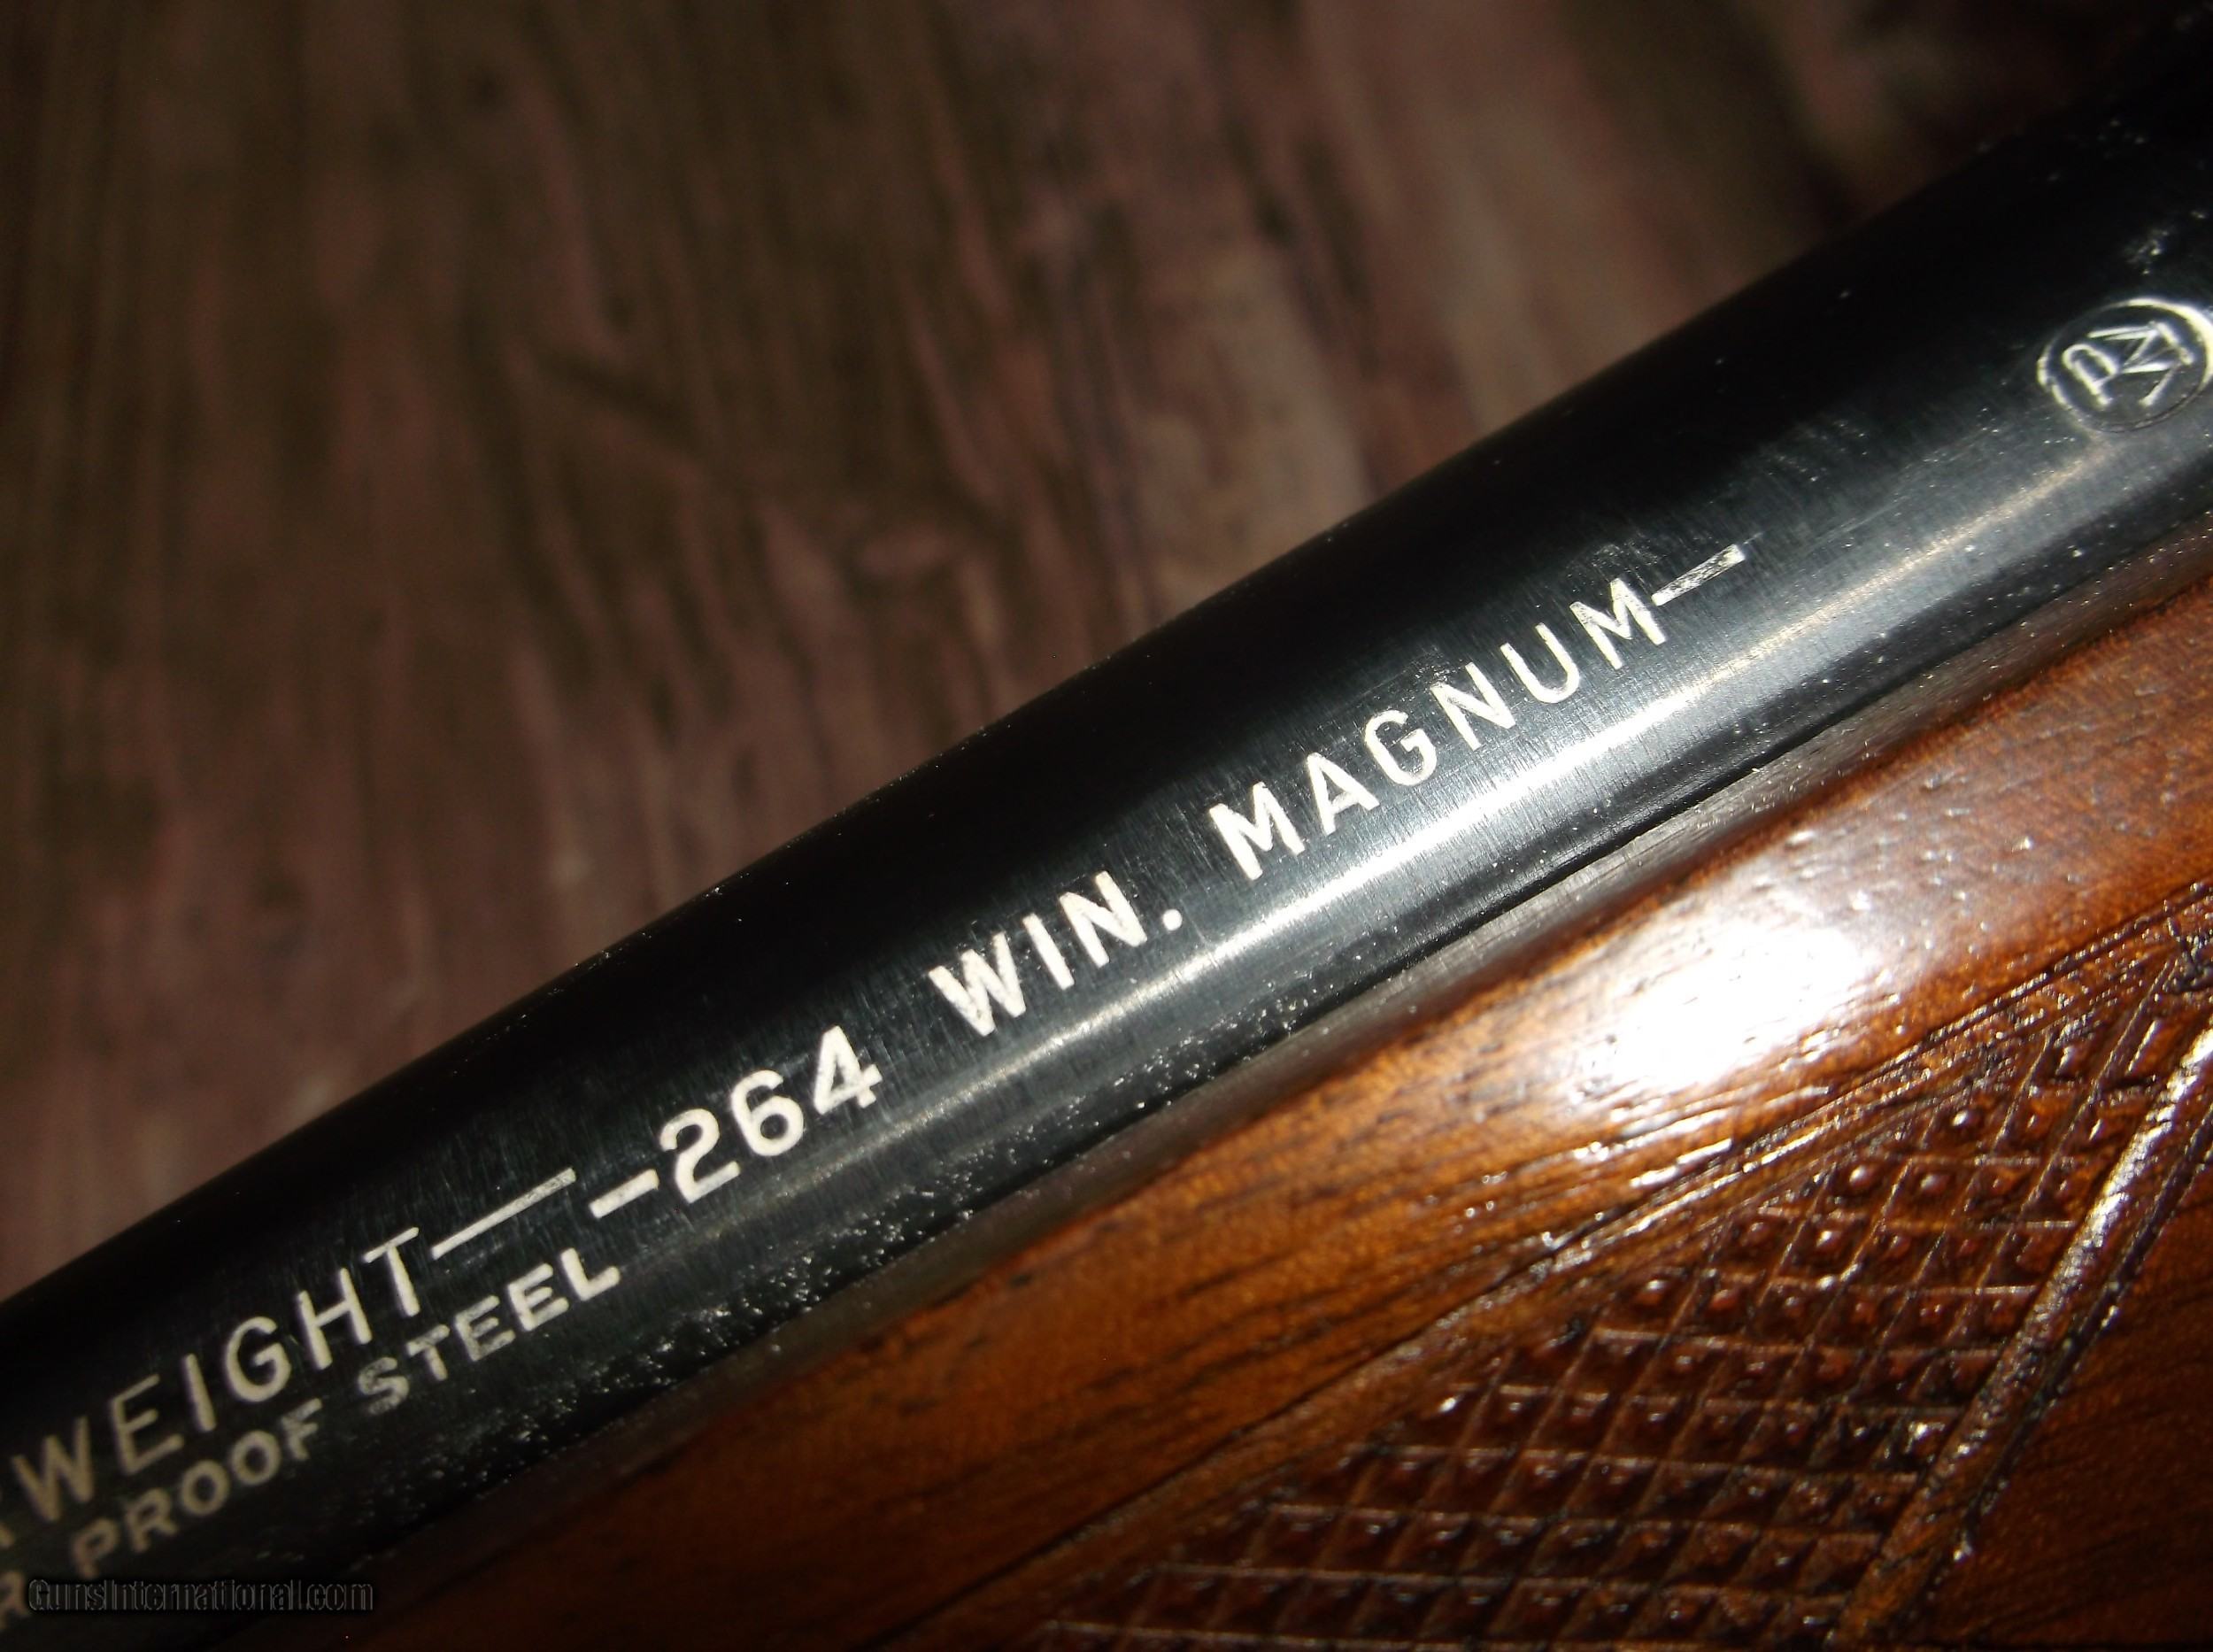 WEIGHT— -264 WIN. MAGNUM-
PROOF STEEL
GunsInternational.com